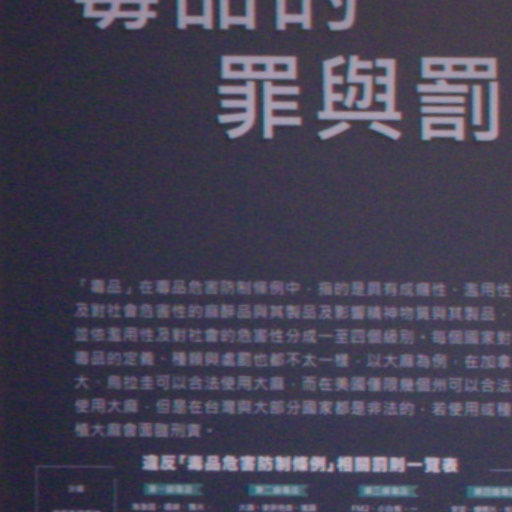 毒品的
罪與罰
「毒品」在毒品危害防制條例中，指的是具有成癮性、濫用性
及對社會危害性的麻醉品與其製品及影響精神物質與其製品，
並依濫用性及對社會的危害性分成一至四個級別。每個國家對
毒品的定義、種類與處罰也都不太一樣，以大麻為例，在加拿
大、烏拉圭可以合法使用大麻，而在美國僅限幾個州可以合法
使用大麻，但是在台灣與大部分國家都是非法的，若使用或種
植大麻會面臨刑責。
違反「毒品危害防制條例」相關罰則一覽表
第一級毒品 第二級毒品 第三級毒品 第四級毒品